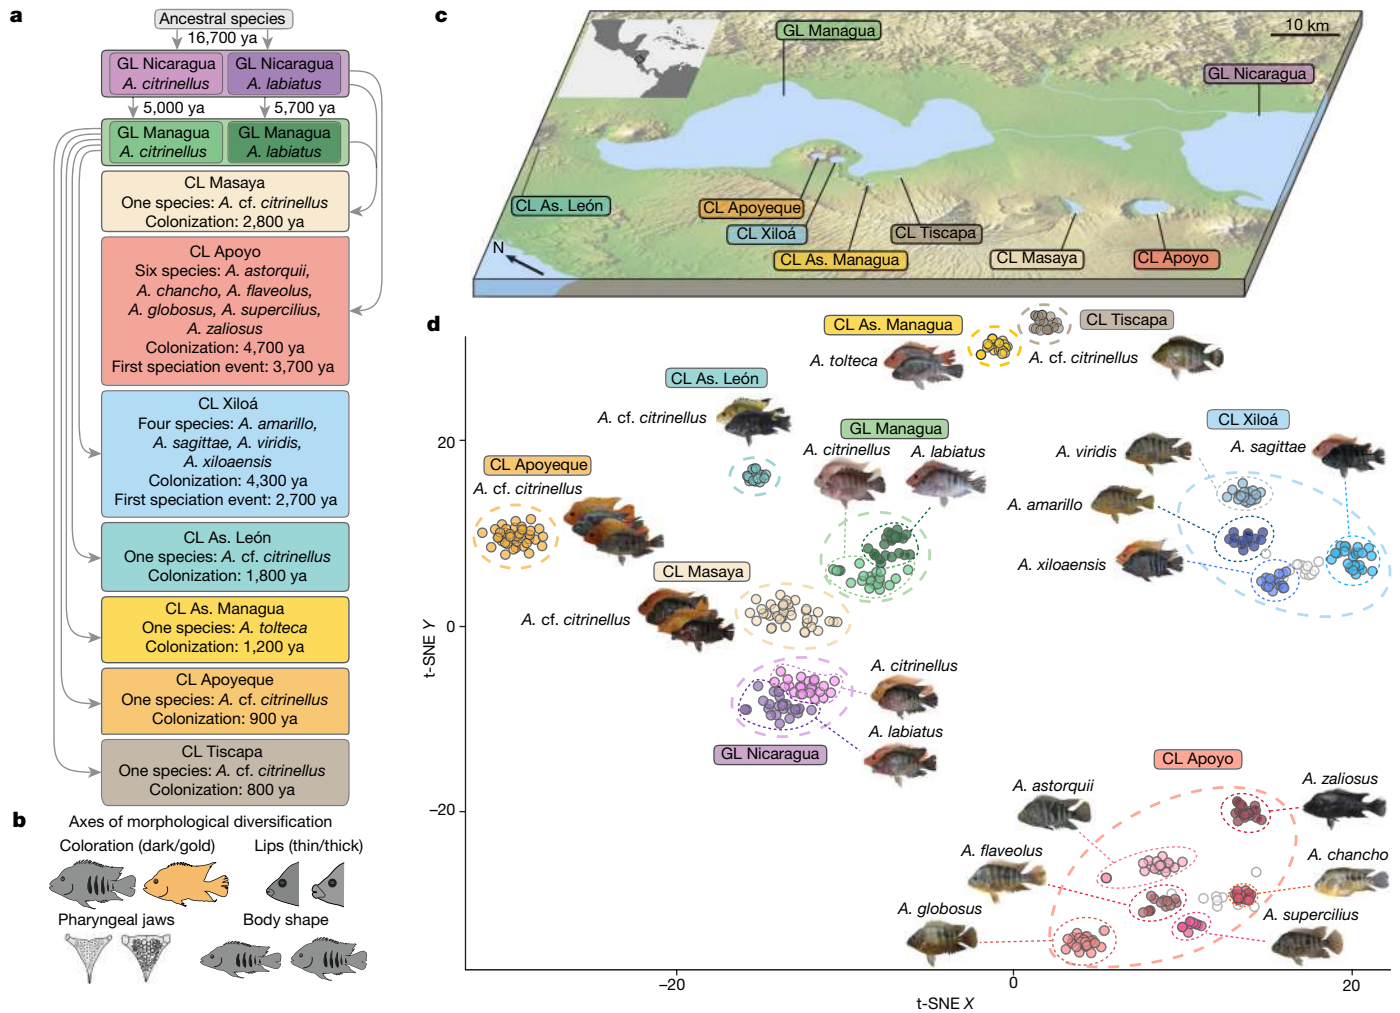 a
Ancestral species
16,700 ya
GL Nicaragua
A. citrinellus
GL Nicaragua
A. labiatus
5,000 ya
5,700 ya
GL Managua
A. citrinellus
GL Managua
A. labiatus
CL Masaya
One species: A. cf. citrinellus
Colonization: 2,800 ya
CL Apoyo
Six species: A. astorquii,
A. chancho, A. flaveolus,
A. globosus, A. supercilius,
A. zaliosus
Colonization: 4,700 ya
First speciation event: 3,700 ya
CL Xiloá
Four species: A. amarillo,
A. sagittae, A. viridis,
A. xiloaensis
Colonization: 4,300 ya
First speciation event: 2,700 ya
CL As. León
One species: A. cf. citrinellus
Colonization: 1,800 ya
CL As. Managua
One species: A. tolteca
Colonization: 1,200 ya
CL Apoyeque
One species: A. cf. citrinellus
Colonization: 900 ya
CL Tiscapa
One species: A. cf. citrinellus
Colonization: 800 ya
b
Axes of morphological diversification
Coloration (dark/gold)
Lips (thin/thick)
Pharyngeal jaws
Body shape
c
GL Managua
10 km
GL Nicaragua
CL As. León
CL Apoyeque
CL Xiloá
CL As. Managua
CL Tiscapa
CL Masaya
CL Apoyo
N
d
CL As. Managua
CL Tiscapa
A. tolteca
A. cf. citrinellus
CL As. León
A. cf. citrinellus
GL Managua
A. citrinellus
A. labiatus
CL Xiloá
A. viridis
A. sagittae
A. amarillo
A. xiloaensis
CL Apoyeque
A. cf. citrinellus
CL Masaya
A. cf. citrinellus
A. citrinellus
A. labiatus
GL Nicaragua
CL Apoyo
A. astorquii
A. zaliosus
A. flaveolus
A. chancho
A. globosus
A. supercilius
20
0
−20
t-SNE Y
−20
0
20
t-SNE X